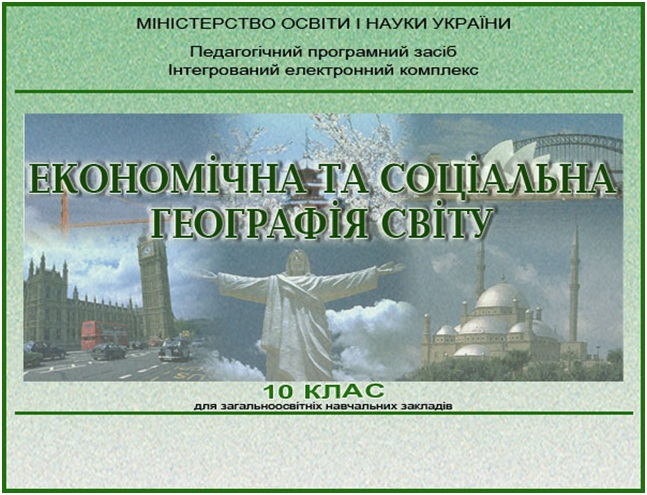 МІНІСТЕРСТВО ОСВІТИ І НАУКИ УКРАЇНИ
Педагогічний програмний засіб
Інтегрований електронний комплекс
ЕКОНОМІЧНА ТА СОЦІАЛЬНА
ГЕОГРАФІЯ СВІТУ
10 КЛАС
для загальноосвітніх навчальних закладів